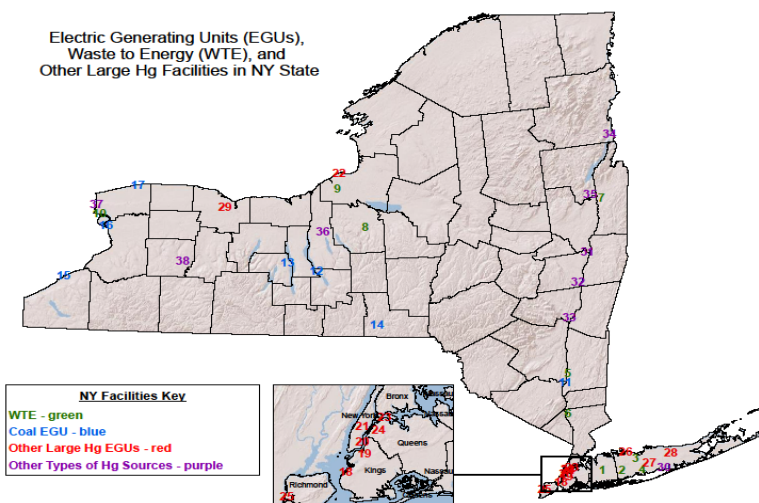 Electric Generating Units (EGUs),
Waste to Energy (WTE), and
Other Large Hg Facilities in NY State
34
22
17
9
37
35
7
10
29
16
8
36
31
38
13
12
15
32
33
14
5
11
6
NY Facilities Key
WTE - green
Coal EGU - blue
Other Large Hg EGUs - red
Other Types of Hg Sources - purple
Bronx
New York
21
24
Queens
19
18
Kings
Nassau
Richmond
25
26
28
3
27
1
2
4
30
25